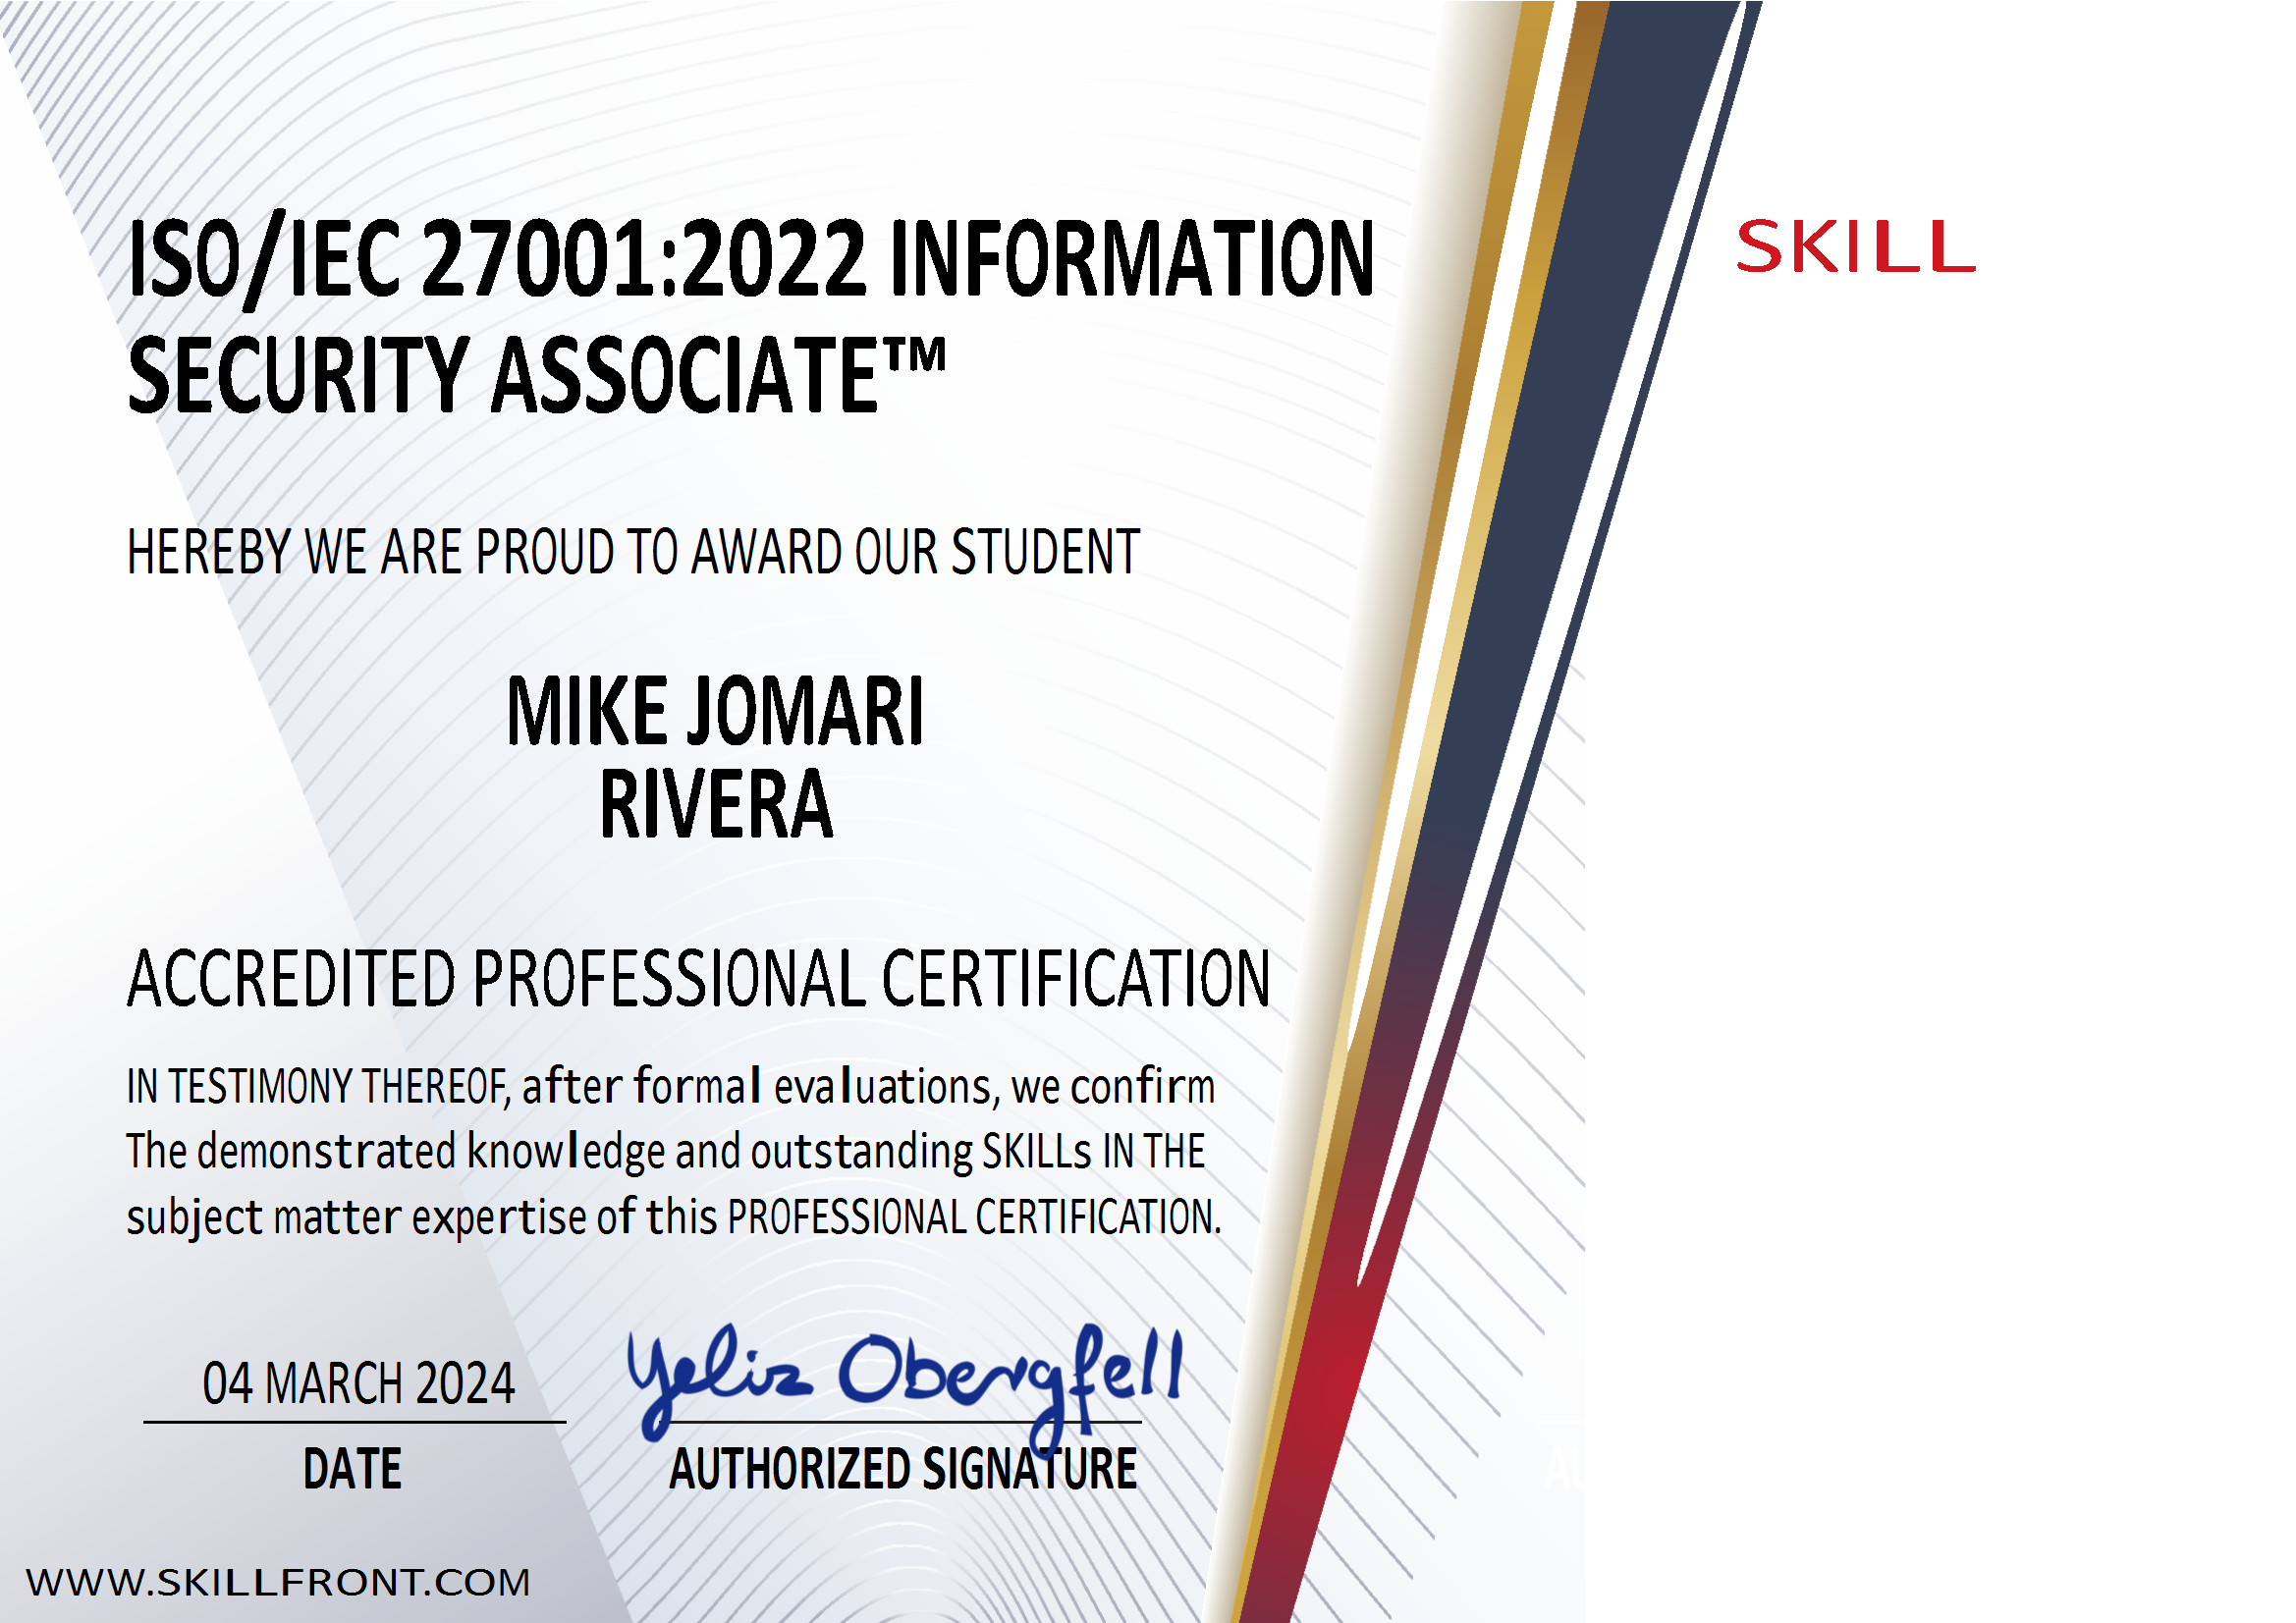 ISO/IEC 27001:2022 INFORMATION
SECURITY ASSOCIATE™
SKILL
HEREBY WE ARE PROUD TO AWARD OUR STUDENT
MIKE JOMARI
RIVERA
ACCREDITED PROFESSIONAL CERTIFICATION
IN TESTIMONY THEREOF, after formal evaluations, we confirm
The demonstrated knowledge and outstanding SKILLs IN THE
subject matter expertise of this PROFESSIONAL CERTIFICATION.
04 MARCH 2024
Yeliz Obergfell
DATE
AUTHORIZED SIGNATURE
WWW.SKILLFRONT.COM